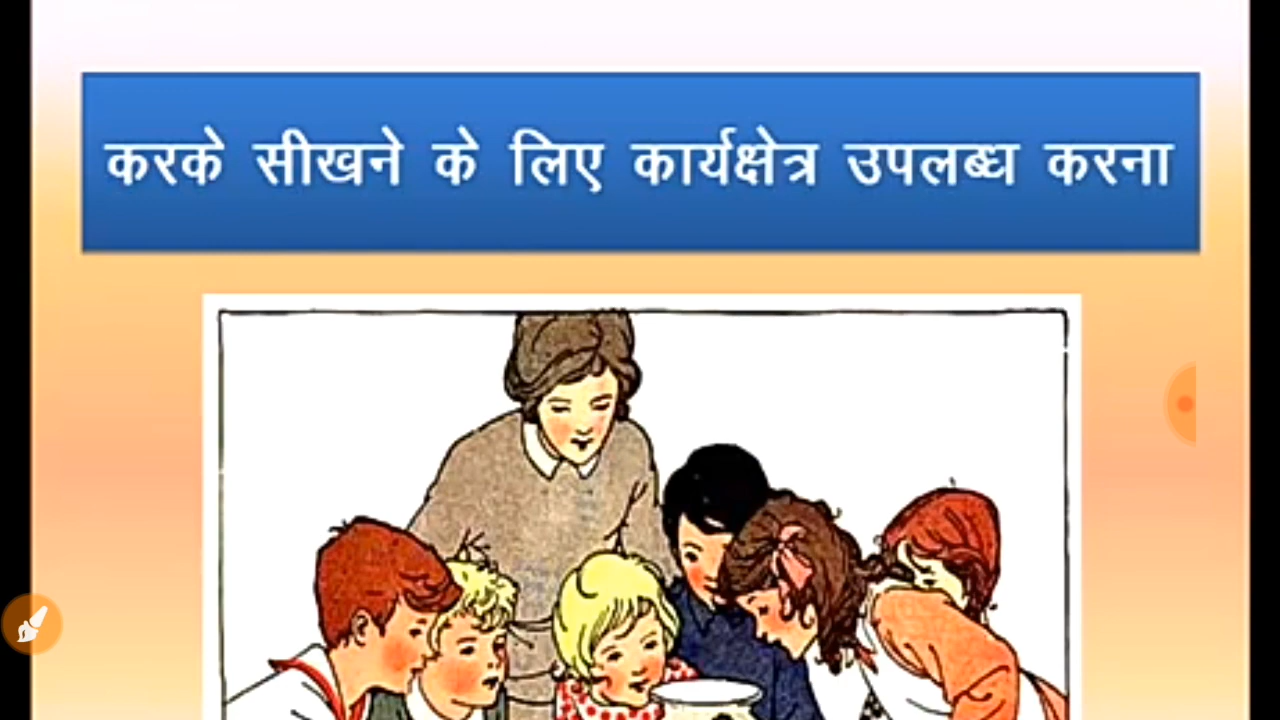 करके सीखने के लिए कार्यक्षेत्र उपलब्ध करना